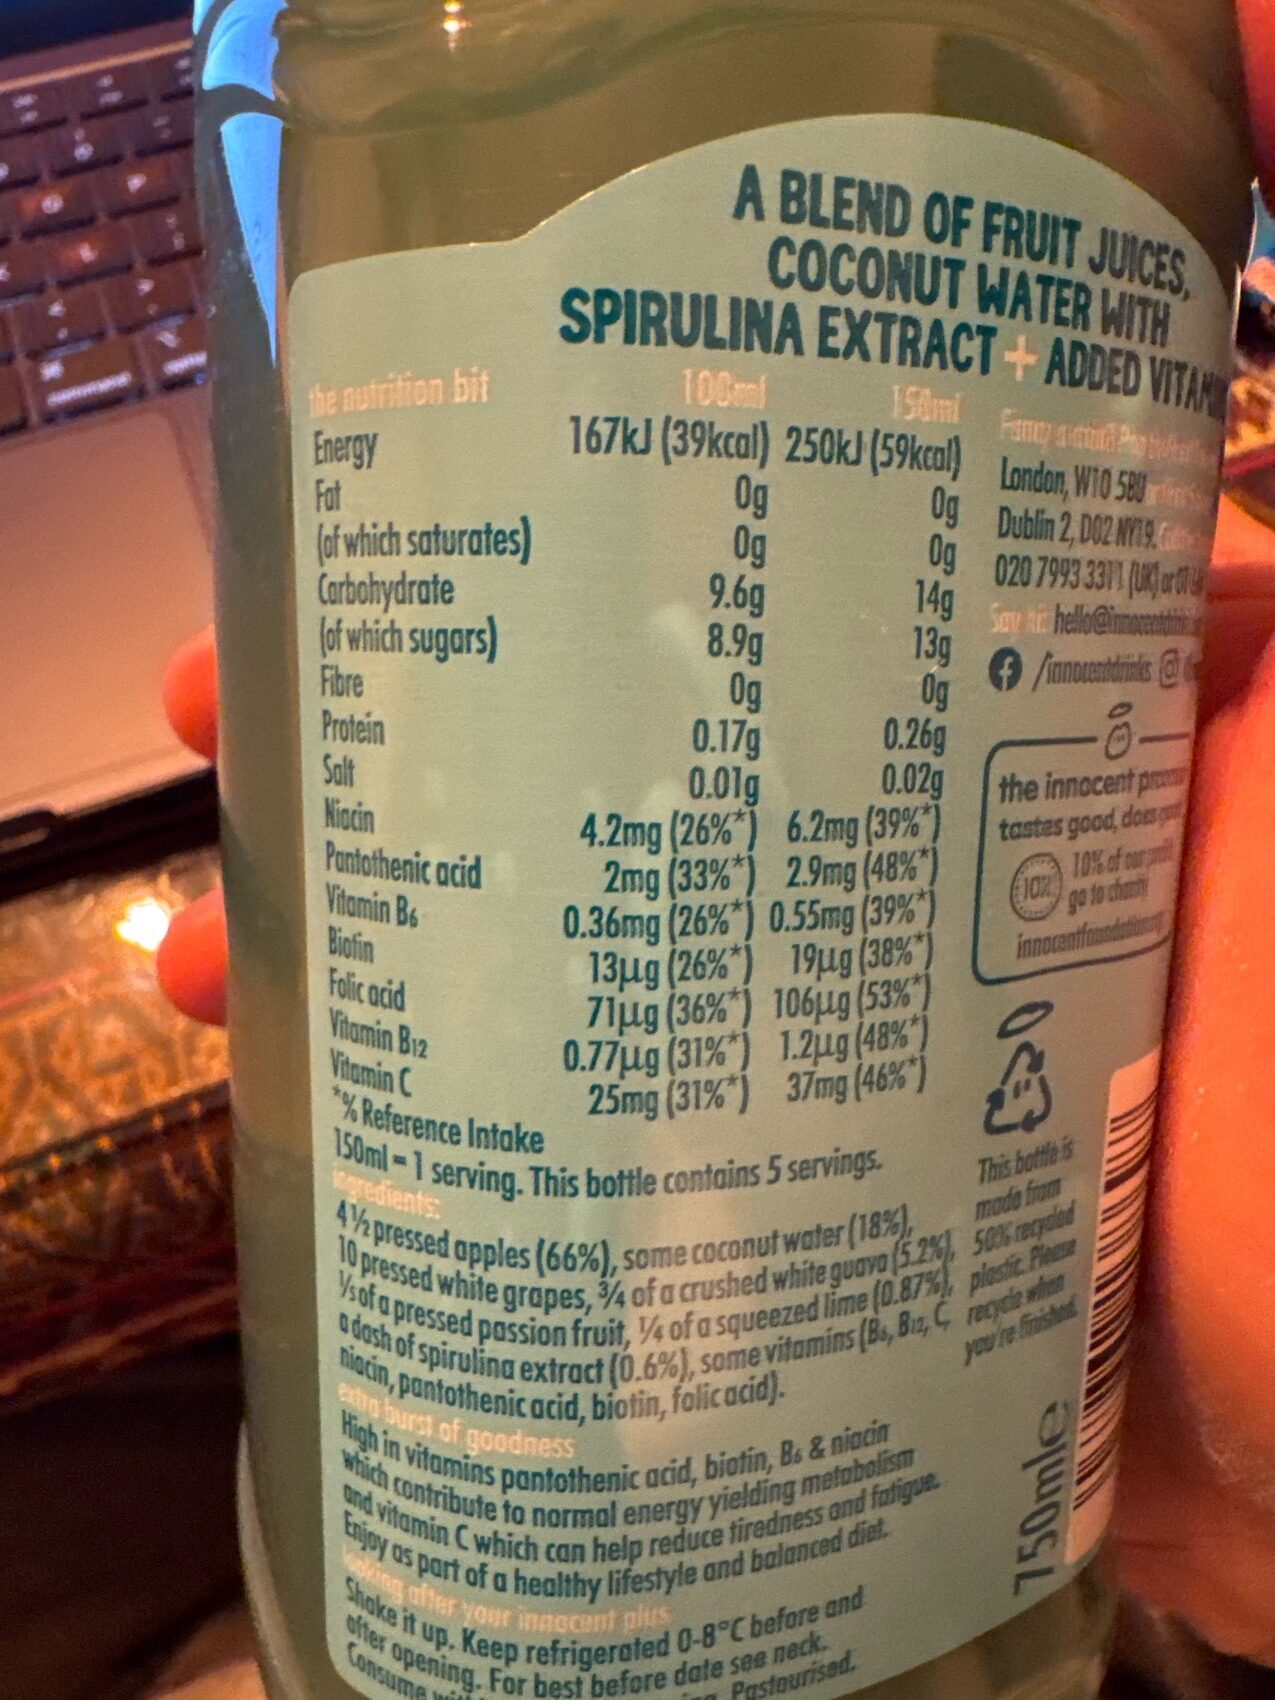 A BLEND OF FRUIT JUICES,
COCONUT WATER WITH
SPIRULINA EXTRACT + ADDED
the nutrition bit 100ml 150ml
Energy 167kJ (39kcal) 250kJ (59kcal)
Fat 0g 0g
(of which saturates) 0g 0g
Carbohydrate 9.6g 14g
(of which sugars) 8.9g 13g
Fibre 0g 0g
Protein 0.17g 0.26g
Salt 0.01g 0.02g
Niacin 4.2mg (26%*) 6.2mg (39%*)
Pantothenic acid 2mg (33%*) 2.9mg (48%*)
Vitamin B6 0.36mg (26%*) 0.55mg (39%*)
Biotin 13µg (26%*) 19µg (38%*)
Folic acid 71µg (36%*) 106µg (53%*)
Vitamin B12 0.77µg (31%*) 1.2µg (48%*)
Vitamin C 25mg (31%*) 37mg (46%*)
*% Reference Intake
150ml = 1 serving. This bottle contains 5 servings.
ingredients:
4½ pressed apples (66%), some coconut water (18%),
10 pressed white grapes, ¾ of a crushed white guava (5.2%),
⅓ of a pressed passion fruit, ¼ of a squeezed lime (0.87%),
a dash of spirulina extract (0.6%), some vitamins (B6, B12, C,
niacin, pantothenic acid, biotin, folic acid).
extra burst of goodness
High in vitamins pantothenic acid, biotin, B6 & niacin
which contribute to normal energy yielding metabolism
and vitamin C which can help reduce tiredness and fatigue.
Enjoy as part of a healthy lifestyle and balanced diet.
looking after your innocent plus
Shake it up. Keep refrigerated 0-8°C before and
after opening. For best before date see neck.
Consume Pasteurised.
London, W10 5BU
Dublin 2, D02 NY19.
020 7993 3311 (UK) or
Say hi:
/innocentdrinks
the innocent
tastes good, does
10%
10% of our
go to charity
This bottle is
made from
50% recycled
plastic. Please
recycle when
you're finished.
750ml e
command